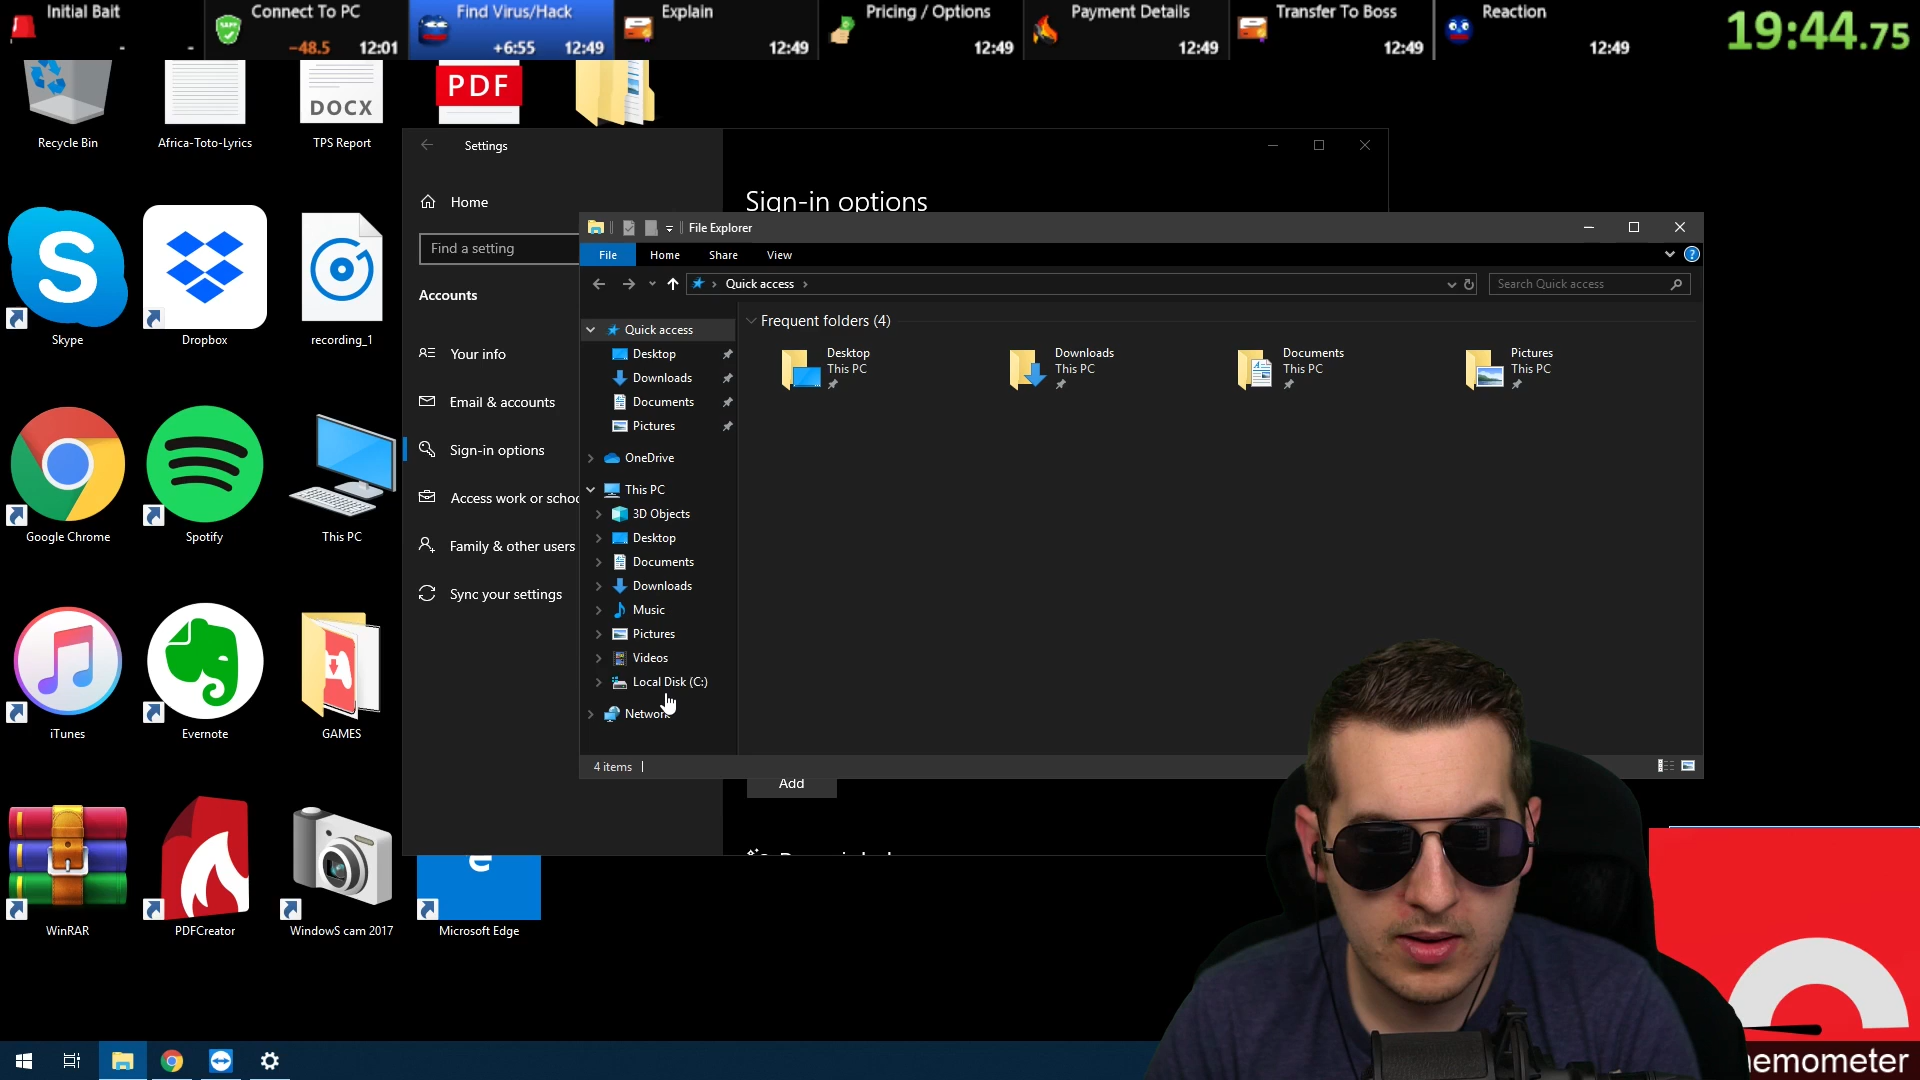 Initial Bait
-
-
Connect To PC
-48.5
12:01
Find Virus/Hack
+6:55
12:49
Explain
12:49
Pricing / Options
12:49
Payment Details
12:49
Transfer To Boss
12:49
Reaction
12:49
19:44.75
DOCX
PDF
Recycle Bin
Africa-Toto-Lyrics
TPS Report
Skype
Dropbox
recording_1
Google Chrome
Spotify
This PC
iTunes
Evernote
GAMES
WinRAR
PDFCreator
WindowS cam 2017
Microsoft Edge
Settings
Home
Find a setting
Accounts
Your info
Email & accounts
Sign-in options
Access work or schoo
Family & other users
Sync your settings
Sign-in options
Add
File Explorer
File
Home
Share
View
Quick access
Search Quick access
Quick access
Desktop
Downloads
Documents
Pictures
OneDrive
This PC
3D Objects
Desktop
Documents
Downloads
Music
Pictures
Videos
Local Disk (C:)
Network
Frequent folders (4)
Desktop
This PC
Downloads
This PC
Documents
This PC
Pictures
This PC
4 items
emometer